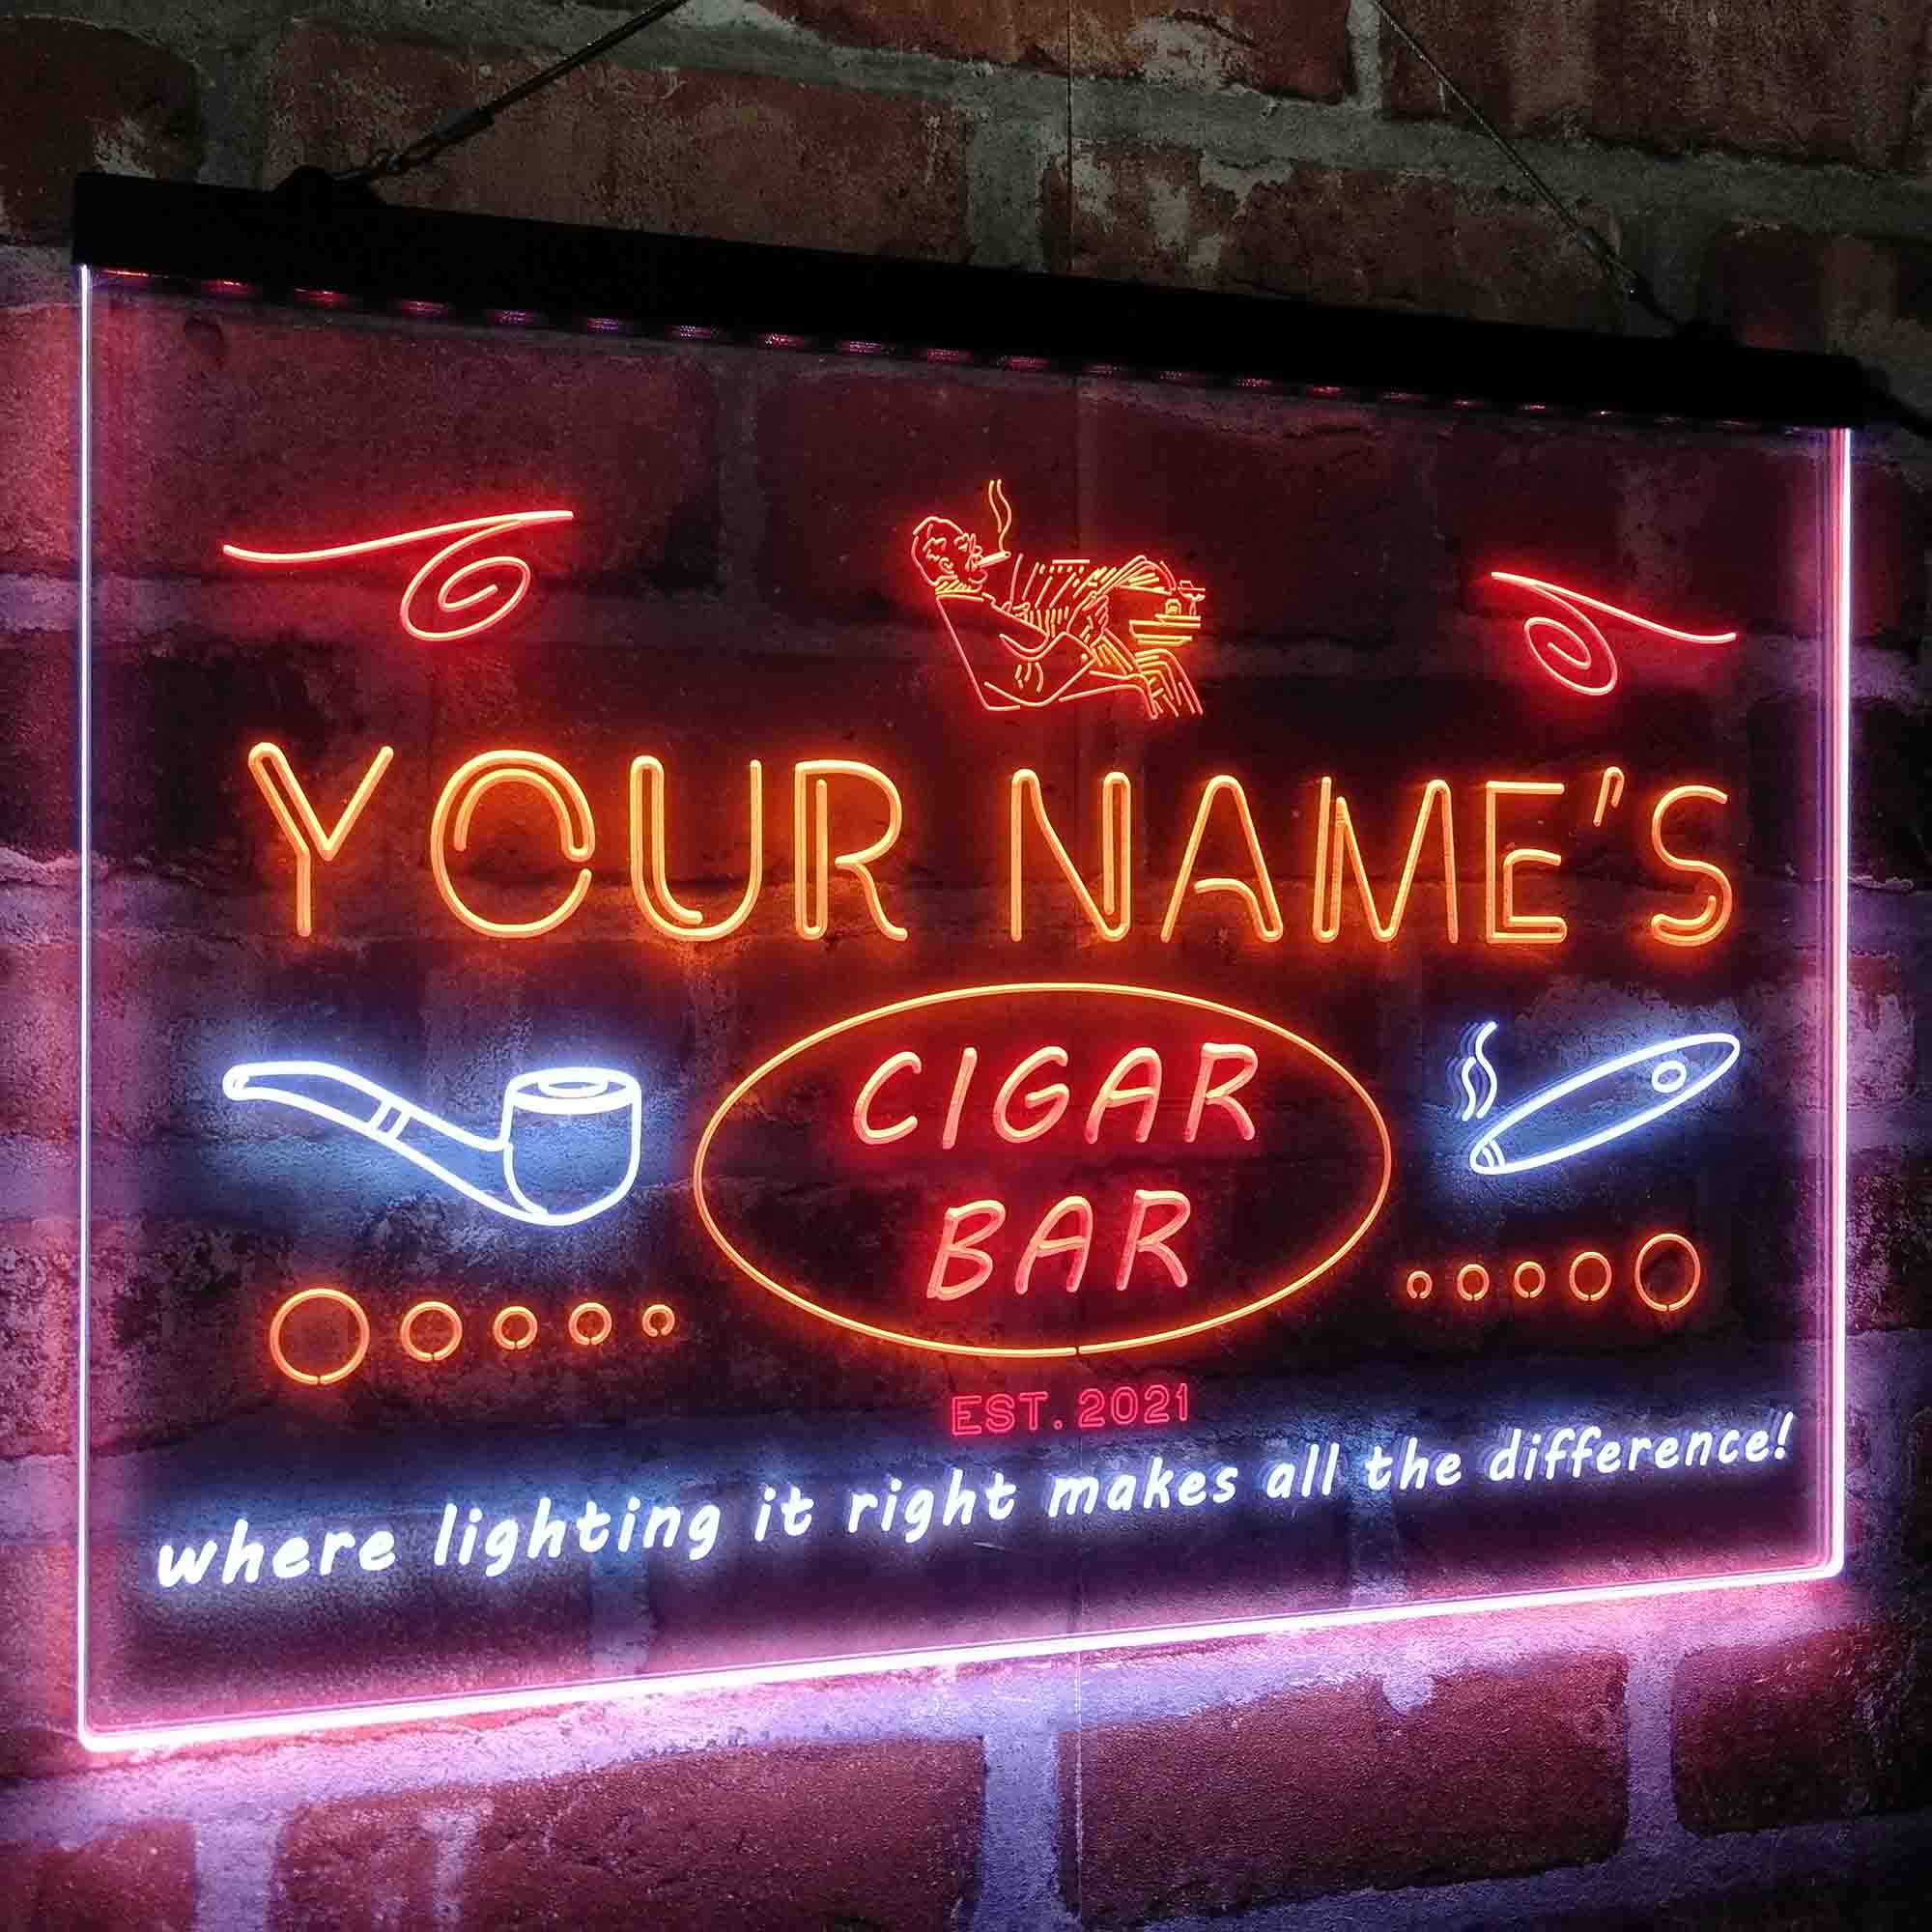 YOUR NAME'S
CIGAR
BAR
EST. 2021
where lighting it right makes all the difference!